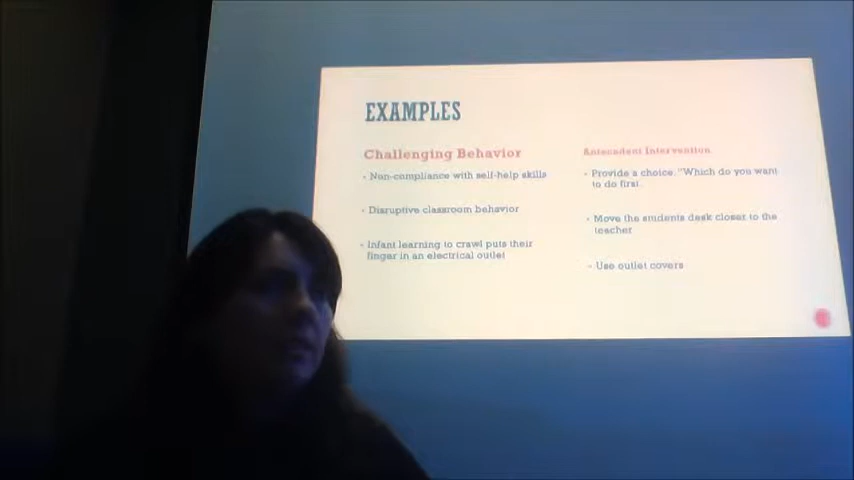 EXAMPLES
Challenging Behavior
Non-compliance with self-help skills
Disruptive classroom behavior
Infant learning to crawl puts their
finger in an electrical outlet
Antecedent Intervention
Provide a choice. "Which do you want
to do first.
Move the students desk closer to the
teacher
Use outlet covers